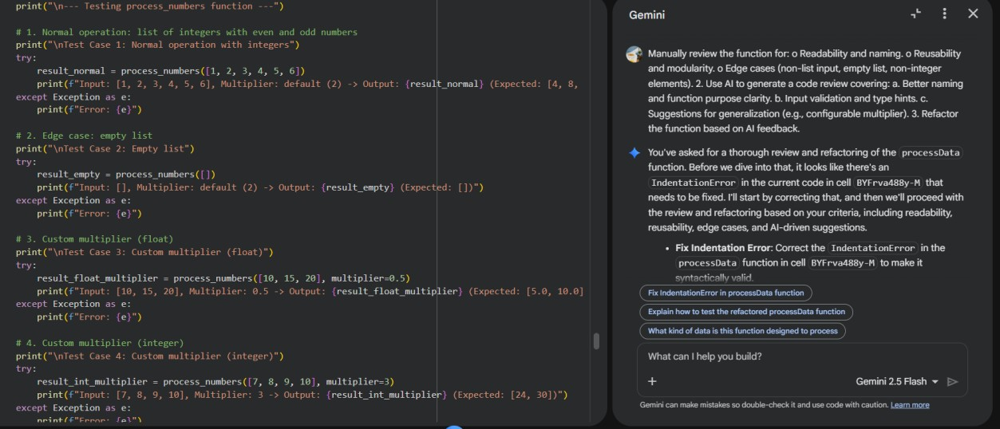 print("\n--- Testing process_numbers function ---")
# 1. Normal operation: list of integers with even and odd numbers
print("\nTest Case 1: Normal operation with integers")
try:
    result_normal = process_numbers([1, 2, 3, 4, 5, 6])
    print(f"Input: [1, 2, 3, 4, 5, 6], Multiplier: default (2) -> Output: {result_normal} (Expected: [4, 8,
except Exception as e:
    print(f"Error: {e}")
# 2. Edge case: empty list
print("\nTest Case 2: Empty list")
try:
    result_empty = process_numbers([])
    print(f"Input: [], Multiplier: default (2) -> Output: {result_empty} (Expected: [])")
except Exception as e:
    print(f"Error: {e}")
# 3. Custom multiplier (float)
print("\nTest Case 3: Custom multiplier (float)")
try:
    result_float_multiplier = process_numbers([10, 15, 20], multiplier=0.5)
    print(f"Input: [10, 15, 20], Multiplier: 0.5 -> Output: {result_float_multiplier} (Expected: [5.0, 10.0]
except Exception as e:
    print(f"Error: {e}")
# 4. Custom multiplier (integer)
print("\nTest Case 4: Custom multiplier (integer)")
try:
    result_int_multiplier = process_numbers([7, 8, 9, 10], multiplier=3)
    print(f"Input: [7, 8, 9, 10], Multiplier: 3 -> Output: {result_int_multiplier} (Expected: [24, 30])")
except Exception as e:
    print(f"Error: {e}")
Gemini
Manually review the function for: o Readability and naming. o Reusability
and modularity. o Edge cases (non-list input, empty list, non-integer
elements). 2. Use AI to generate a code review covering: a. Better naming
and function purpose clarity. b. Input validation and type hints. c.
Suggestions for generalization (e.g., configurable multiplier). 3. Refactor
the function based on AI feedback.
You've asked for a thorough review and refactoring of the processData
function. Before we dive into that, it looks like there's an
IndentationError in the current code in cell BYFrva488y-M that
needs to be fixed. I'll start by correcting that, and then we'll proceed with
the review and refactoring based on your criteria, including readability,
reusability, edge cases, and AI-driven suggestions.
• Fix Indentation Error: Correct the IndentationError in the
processData function in cell BYFrva488y-M to make it
syntactically valid.
Fix IndentationError in processData function
Explain how to test the refactored processData function
What kind of data is this function designed to process
What can I help you build?
Gemini 2.5 Flash
Gemini can make mistakes so double-check it and use code with caution. Learn more